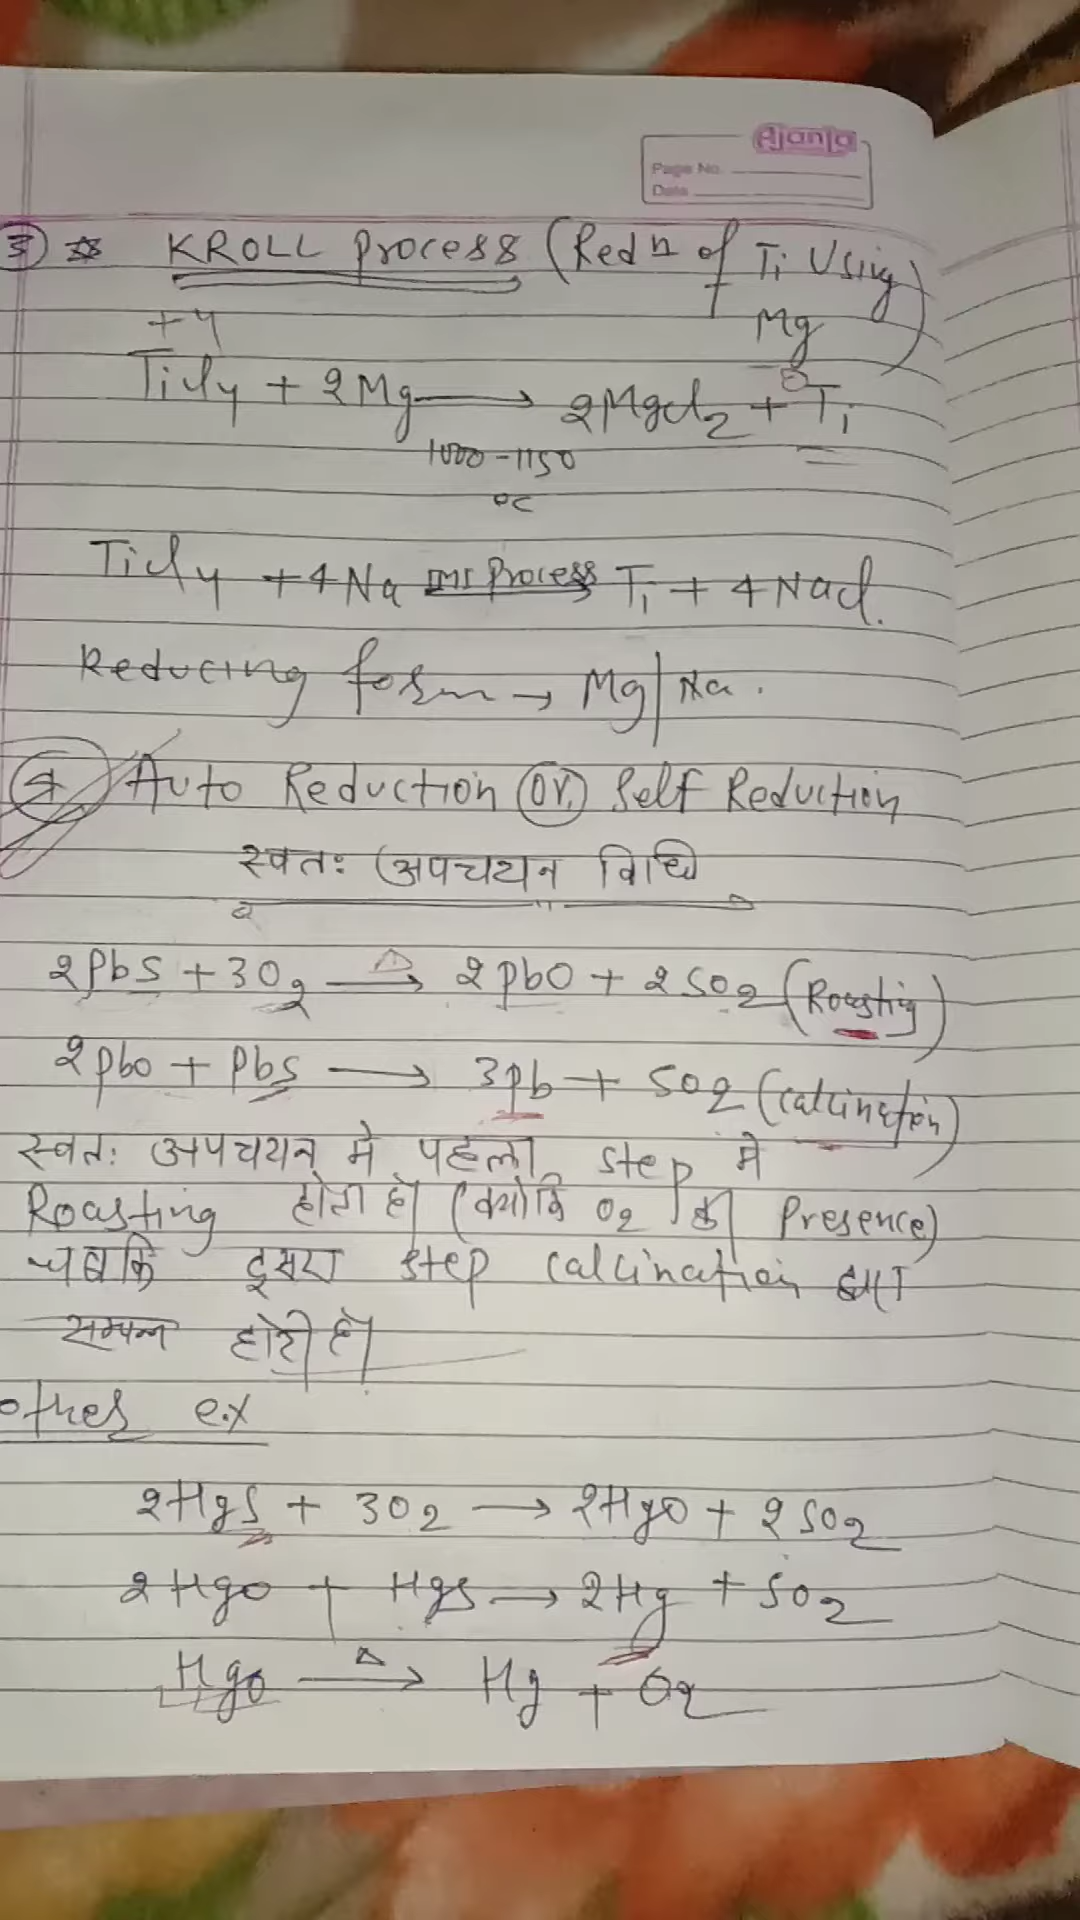 Ajanta
Page No.
Date
3 * KROLL Process (Redn of Ti Using Mg)
+4
TiCl4 + 2Mg ⟶ 2MgCl2 + Ti
0
1000-1150
°C
TiCl4 + 4Na IMI Process Ti + 4NaCl.
Reducing form → Mg/Na.
4 Auto Reduction OR Self Reduction
स्वतः अपचयन विधि
2PbS + 3O2 △⟶ 2PbO + 2SO2 (Roasting)
2PbO + PbS ⟶ 3Pb + SO2 (Calcination)
स्वतः अपचयन में पहला step में
Roasting होता है। (क्योंकि O2 की Presence)
जबकि दूसरा step calcination द्वारा
सम्पन्न होती है।
other ex
2HgS + 3O2 ⟶ 2HgO + 2SO2
2HgO + HgS ⟶ 2Hg + SO2
HgO △⟶ Hg + O2